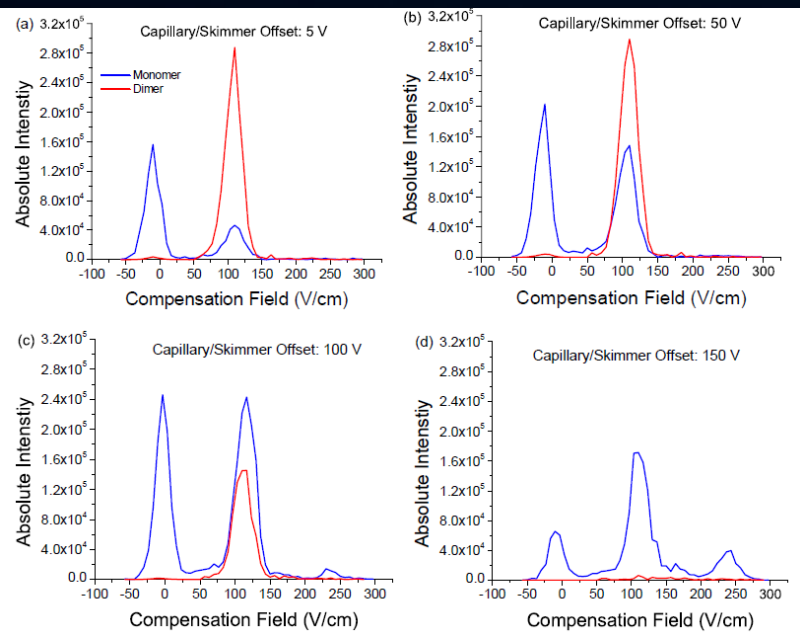 (a)
Capillary/Skimmer Offset: 5 V
Monomer
Dimer
Absolute Intenstiy
3.2x10⁵
2.8x10⁵
2.4x10⁵
2.0x10⁵
1.6x10⁵
1.2x10⁵
8.0x10⁴
4.0x10⁴
0.0
-100 -50 0 50 100 150 200 250 300
Compensation Field (V/cm)
(b)
Capillary/Skimmer Offset: 50 V
Absolute Intenstiy
3.2x10⁵
2.8x10⁵
2.4x10⁵
2.0x10⁵
1.6x10⁵
1.2x10⁵
8.0x10⁴
4.0x10⁴
0.0
-100 -50 0 50 100 150 200 250 300
Compensation Field (V/cm)
(c)
Capillary/Skimmer Offset: 100 V
Absolute Intenstiy
3.2x10⁵
2.8x10⁵
2.4x10⁵
2.0x10⁵
1.6x10⁵
1.2x10⁵
8.0x10⁴
4.0x10⁴
0.0
-100 -50 0 50 100 150 200 250 300
Compensation Field (V/cm)
(d)
Capillary/Skimmer Offset: 150 V
Absolute Intenstiy
3.2x10⁵
2.8x10⁵
2.4x10⁵
2.0x10⁵
1.6x10⁵
1.2x10⁵
8.0x10⁴
4.0x10⁴
0.0
-100 -50 0 50 100 150 200 250 300
Compensation Field (V/cm)